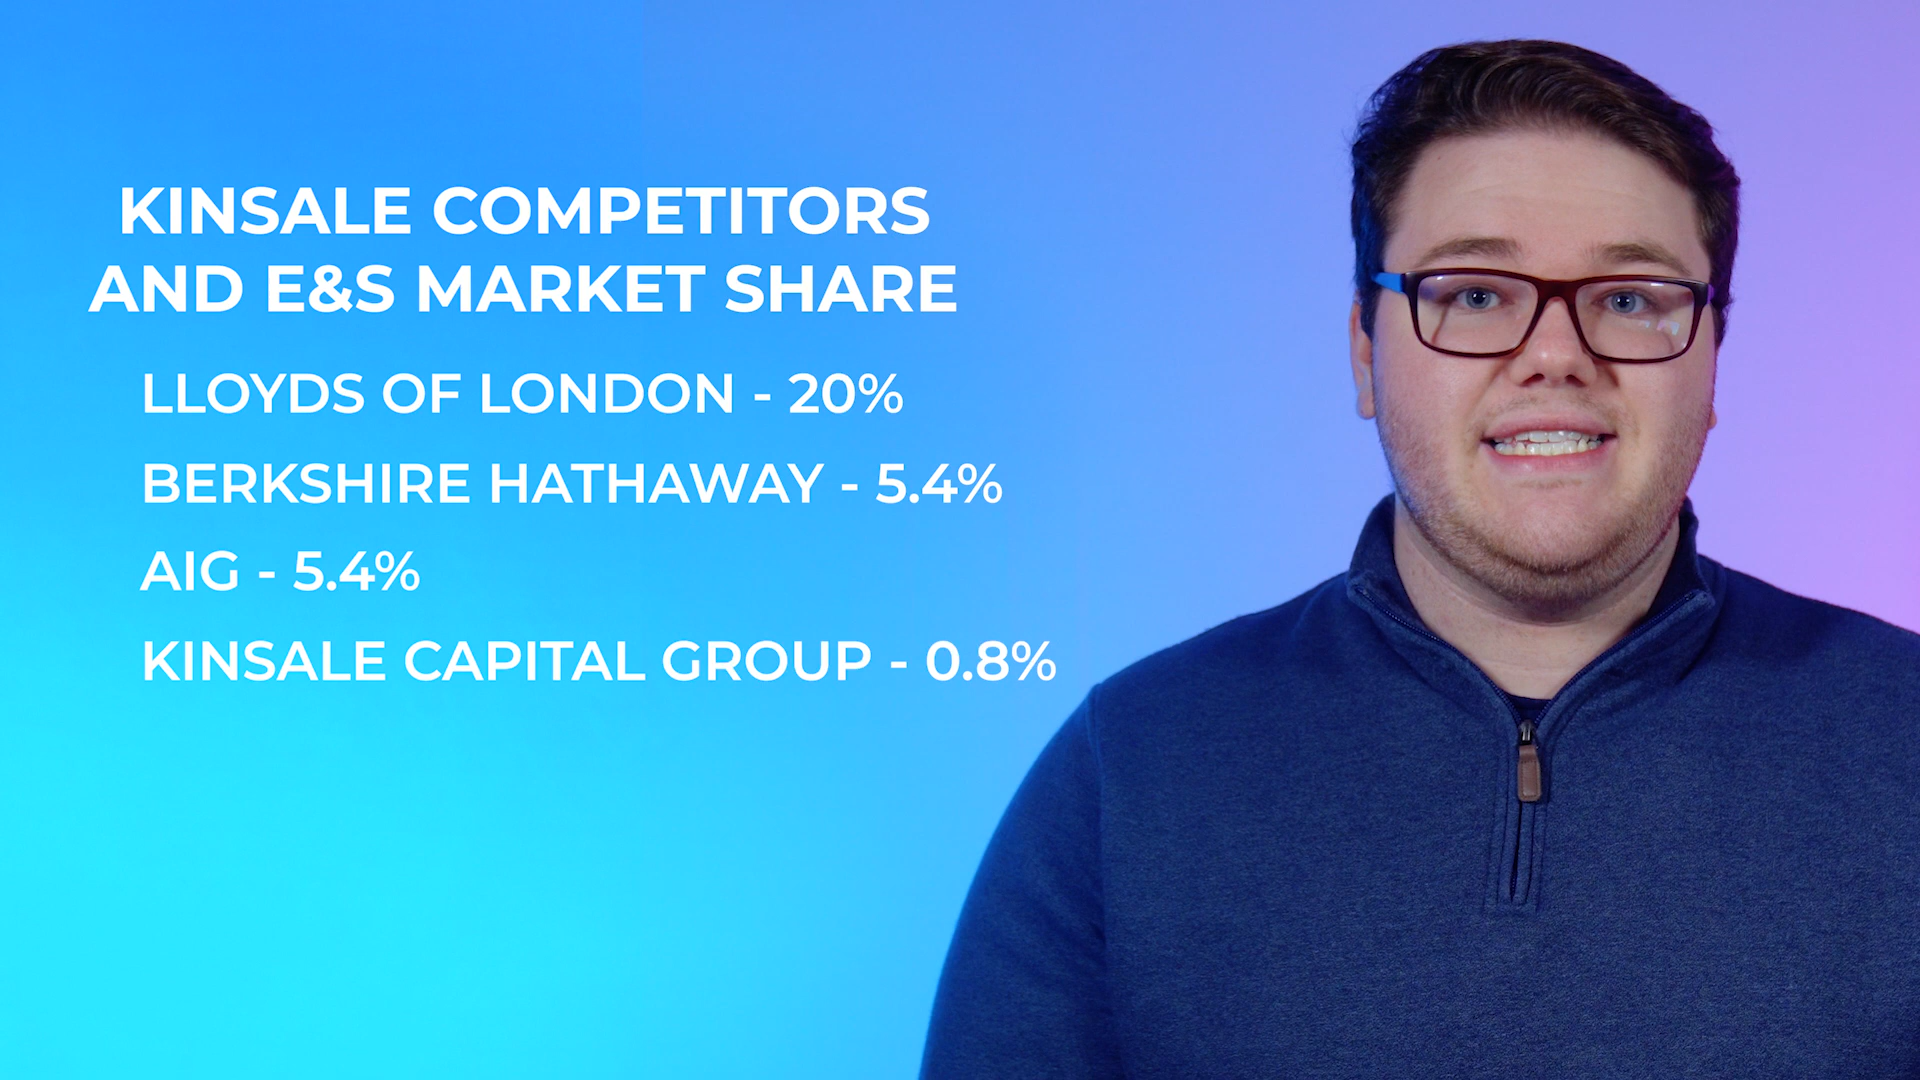 KINSALE COMPETITORS
AND E&S MARKET SHARE
LLOYDS OF LONDON - 20%
BERKSHIRE HATHAWAY - 5.4%
AIG - 5.4%
KINSALE CAPITAL GROUP - 0.8%